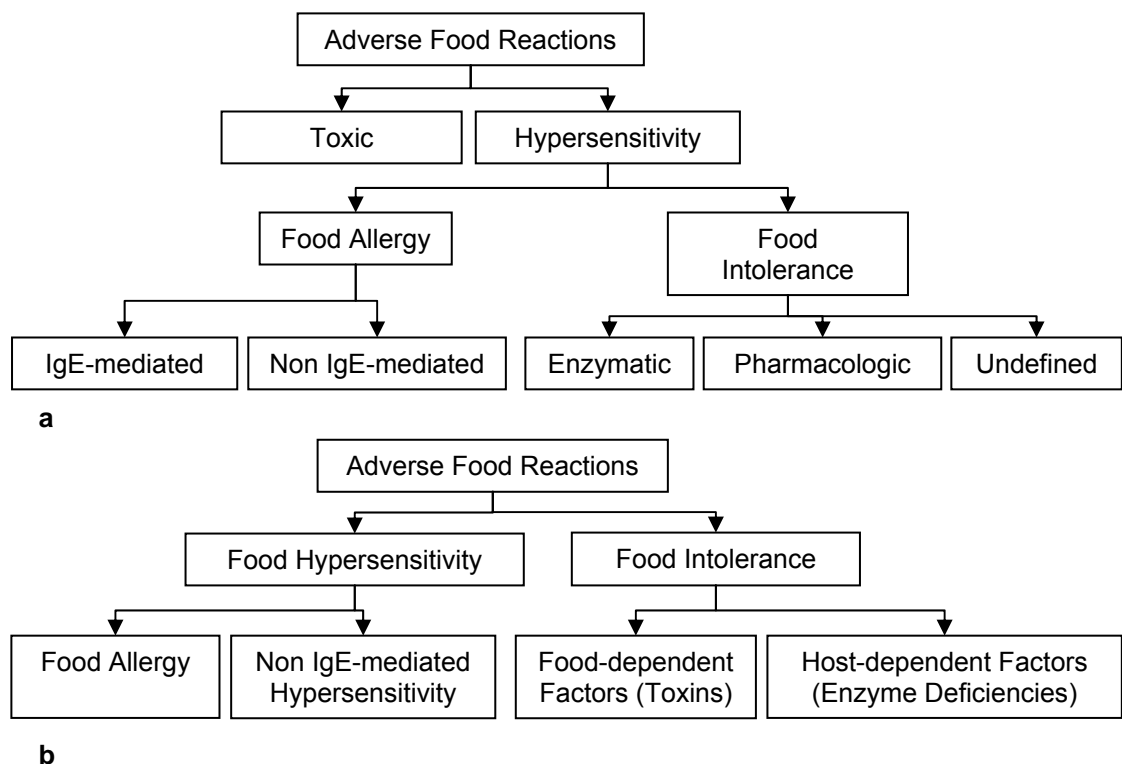 Adverse Food Reactions
Toxic
Hypersensitivity
Food Allergy
Food
Intolerance
IgE-mediated
Non IgE-mediated
Enzymatic
Pharmacologic
Undefined
a
Adverse Food Reactions
Food Hypersensitivity
Food Intolerance
Food Allergy
Non IgE-mediated
Hypersensitivity
Food-dependent
Factors (Toxins)
Host-dependent Factors
(Enzyme Deficiencies)
b